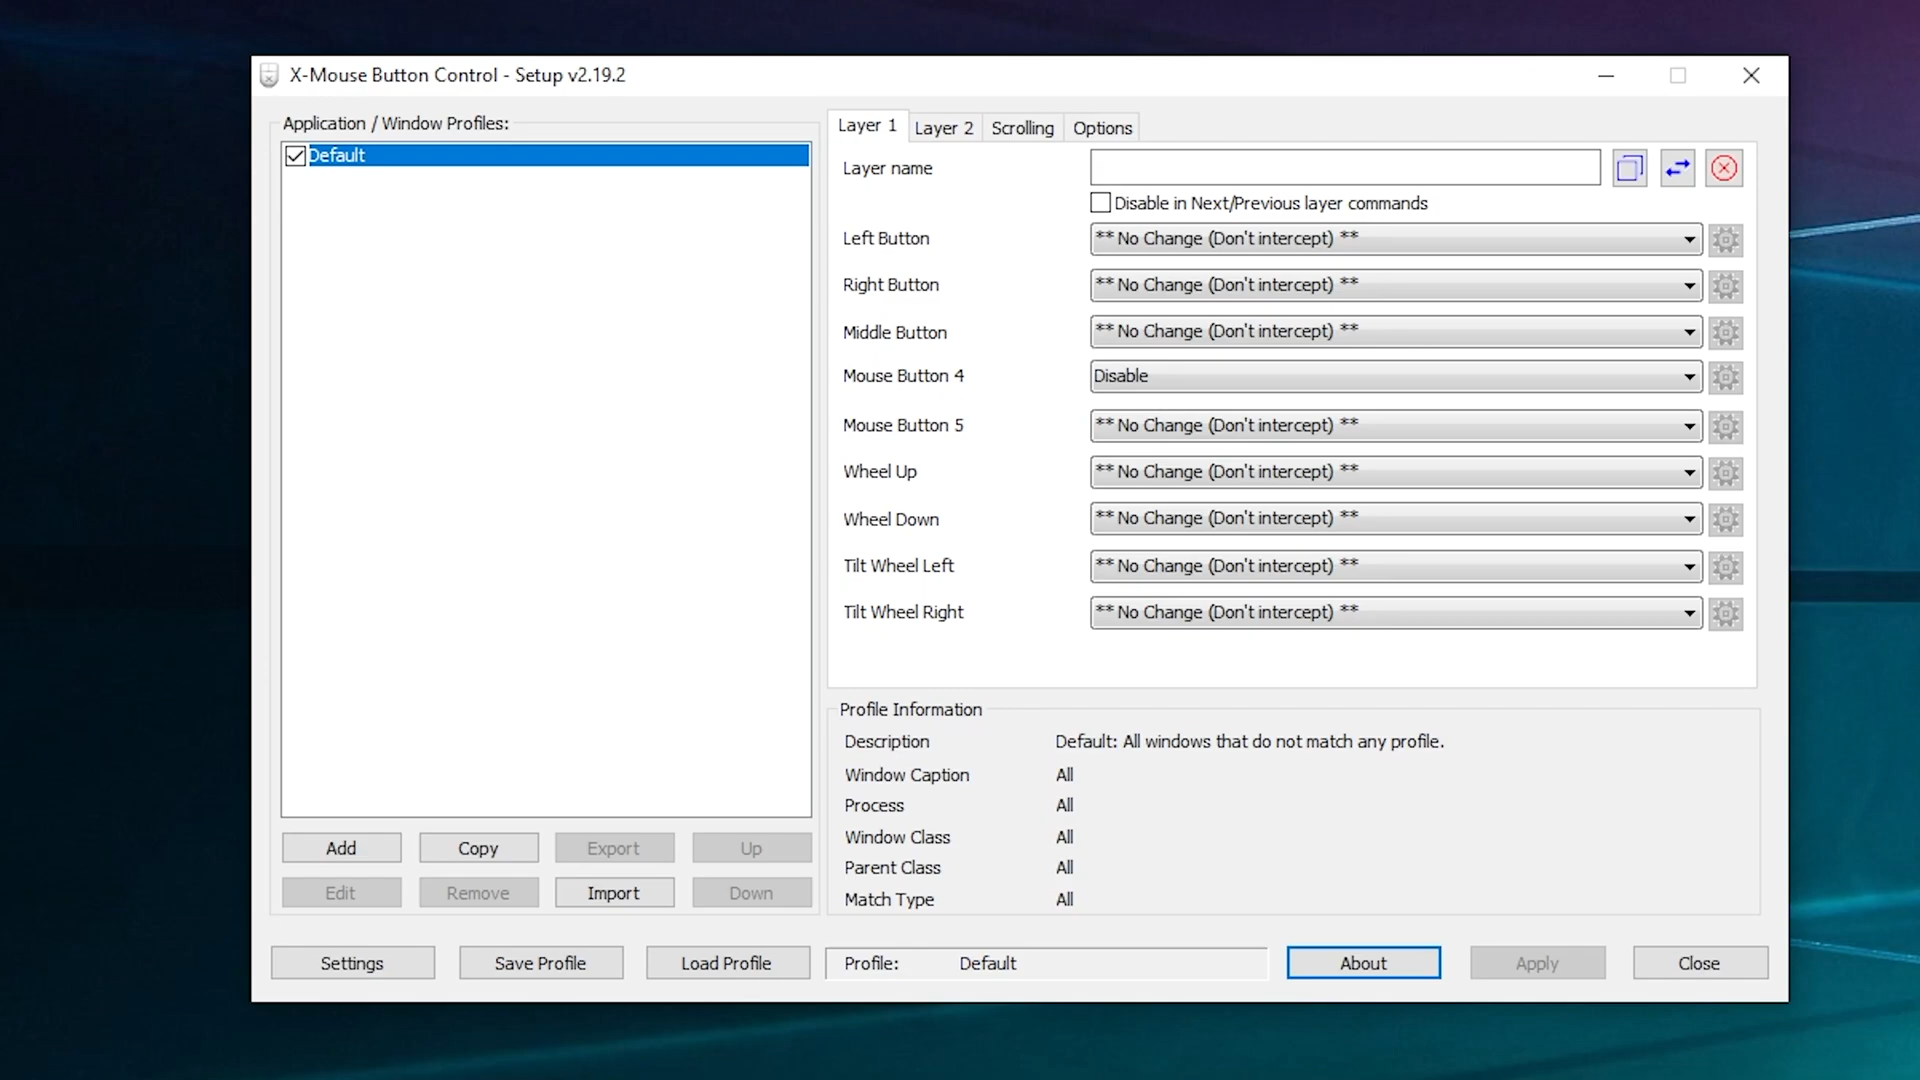 X-Mouse Button Control - Setup v2.19.2
Application / Window Profiles:
Default
Layer 1 Layer 2 Scrolling Options
Layer name
Disable in Next/Previous layer commands
Left Button ** No Change (Don't intercept) **
Right Button ** No Change (Don't intercept) **
Middle Button ** No Change (Don't intercept) **
Mouse Button 4 Disable
Mouse Button 5 ** No Change (Don't intercept) **
Wheel Up ** No Change (Don't intercept) **
Wheel Down ** No Change (Don't intercept) **
Tilt Wheel Left ** No Change (Don't intercept) **
Tilt Wheel Right ** No Change (Don't intercept) **
Profile Information
Description Default: All windows that do not match any profile.
Window Caption All
Process All
Window Class All
Parent Class All
Match Type All
Add Copy Export Up
Edit Remove Import Down
Settings Save Profile Load Profile Profile: Default About Apply Close